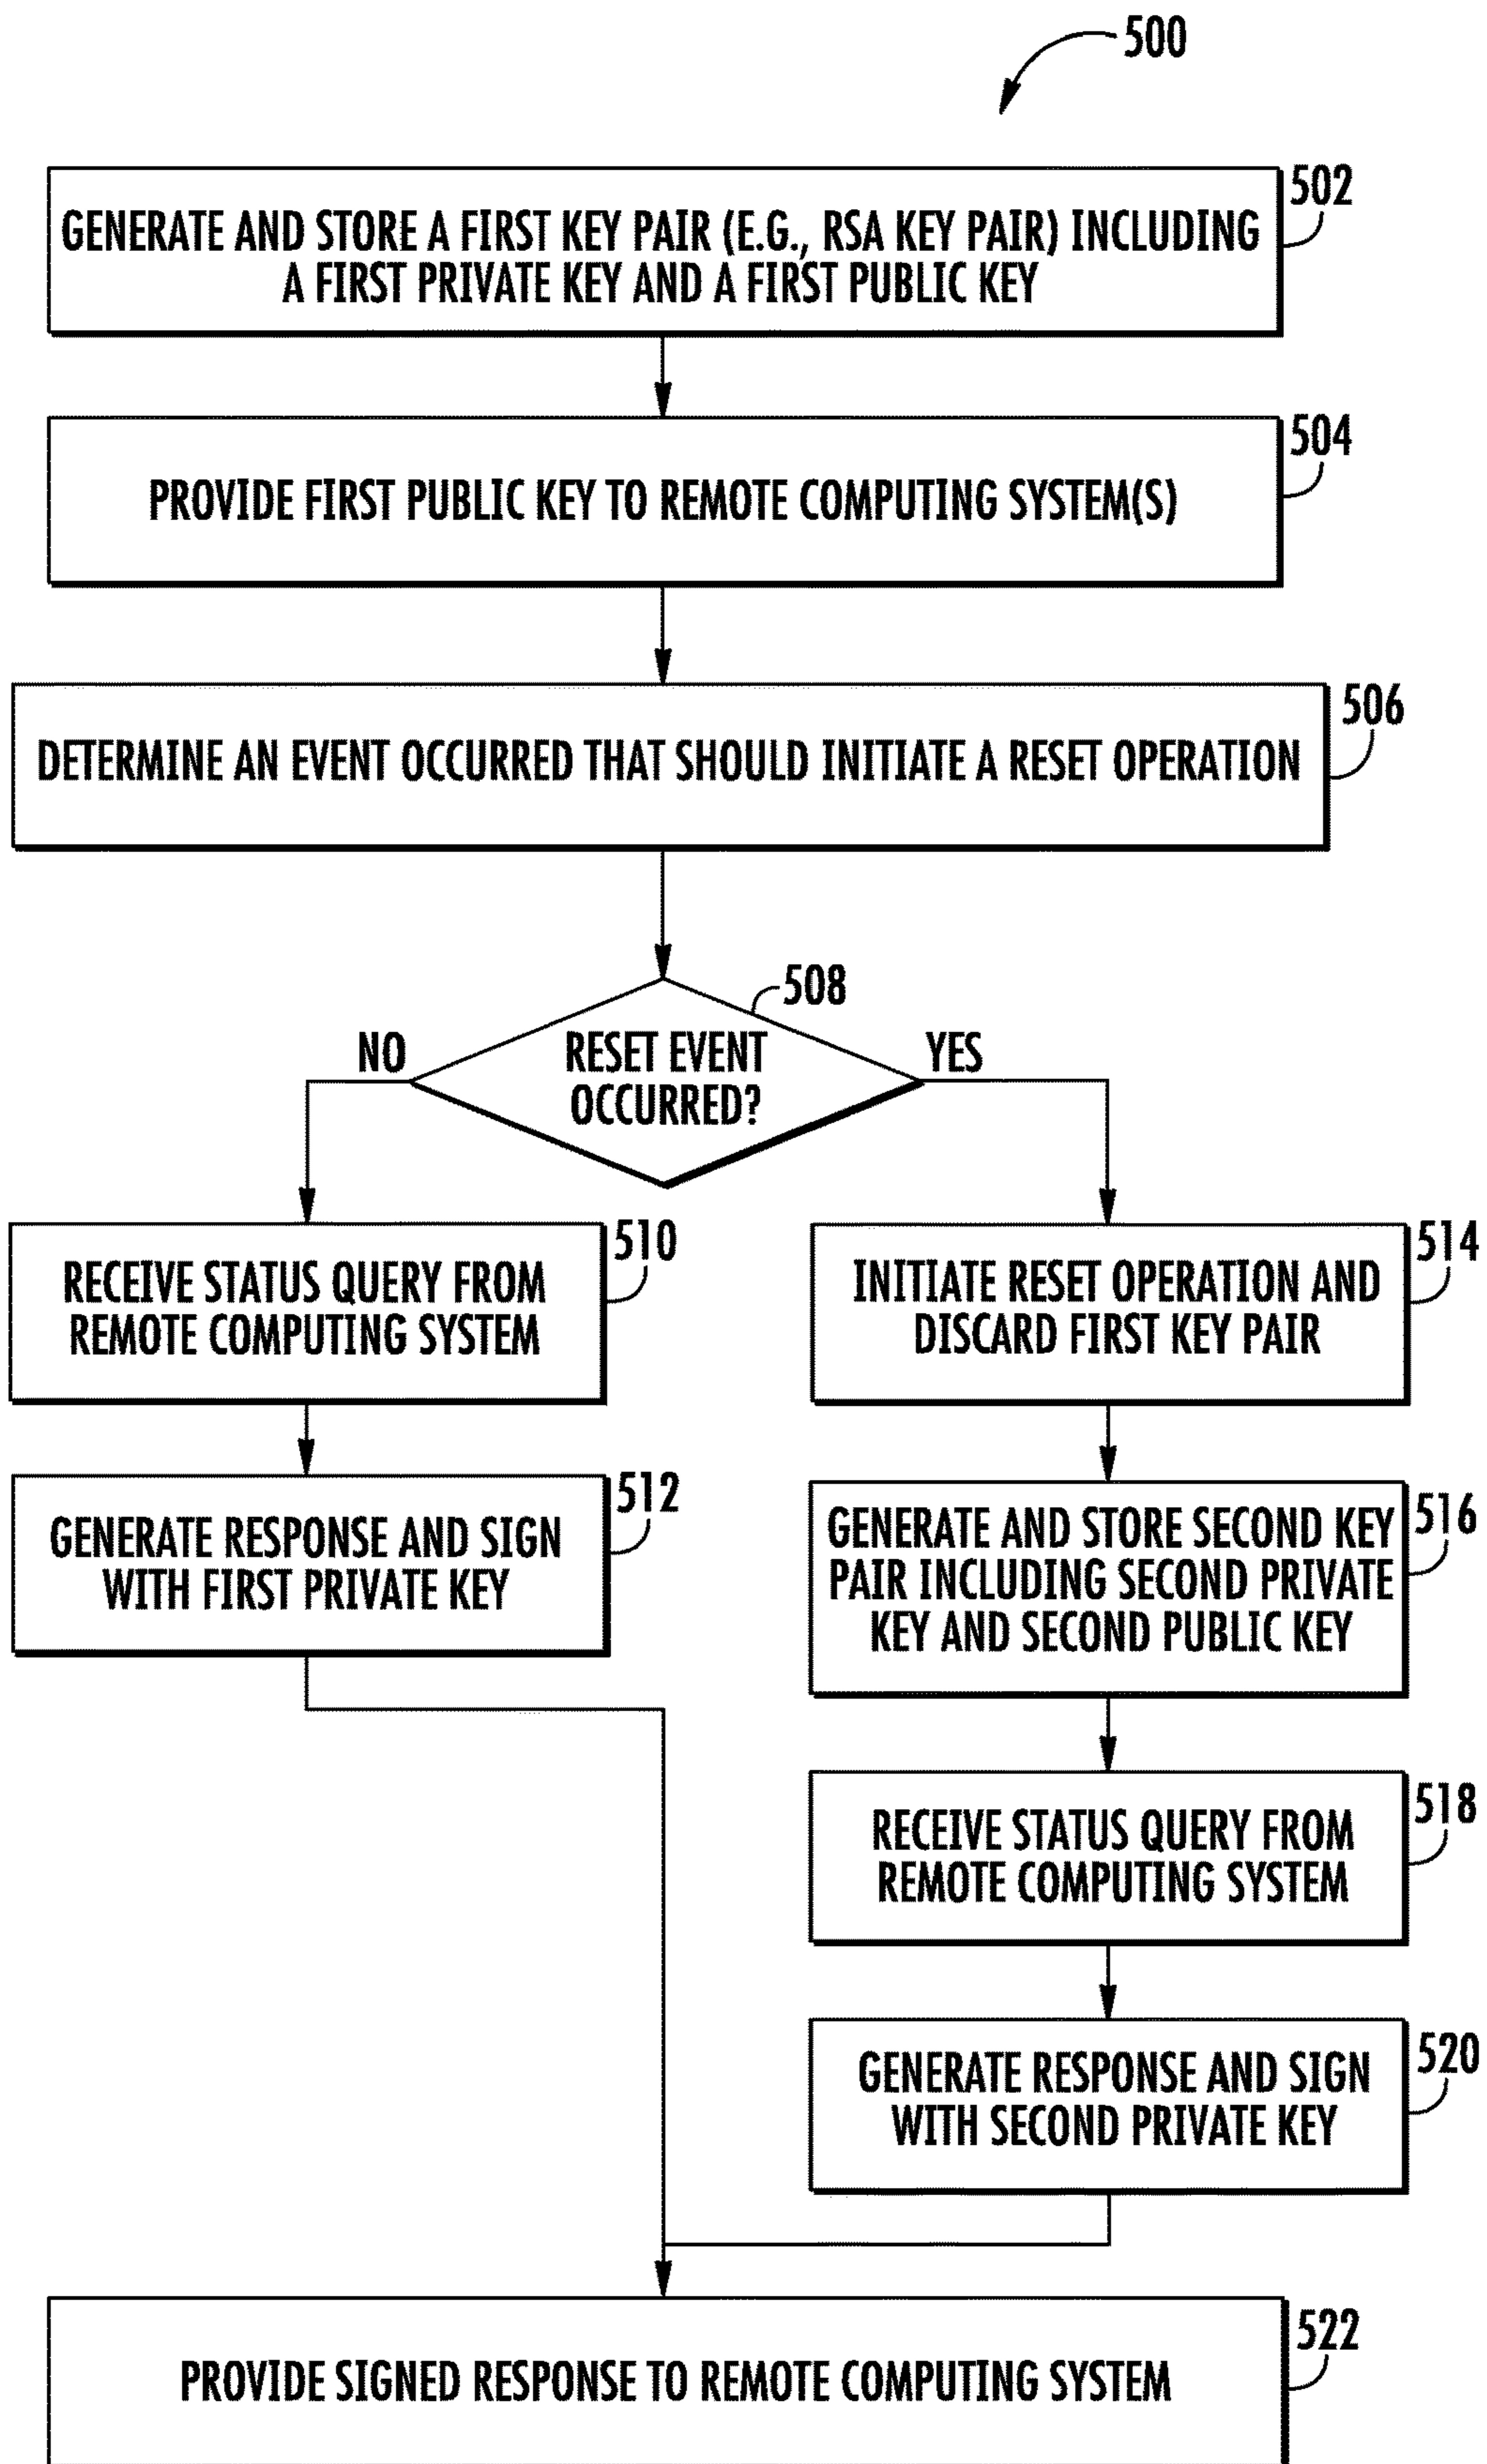 500
502
GENERATE AND STORE A FIRST KEY PAIR (E.G., RSA KEY PAIR) INCLUDING
A FIRST PRIVATE KEY AND A FIRST PUBLIC KEY
504
PROVIDE FIRST PUBLIC KEY TO REMOTE COMPUTING SYSTEM(S)
506
DETERMINE AN EVENT OCCURRED THAT SHOULD INITIATE A RESET OPERATION
508
NO
RESET EVENT
OCCURRED?
YES
510
RECEIVE STATUS QUERY FROM
REMOTE COMPUTING SYSTEM
512
GENERATE RESPONSE AND SIGN
WITH FIRST PRIVATE KEY
514
INITIATE RESET OPERATION AND
DISCARD FIRST KEY PAIR
516
GENERATE AND STORE SECOND KEY
PAIR INCLUDING SECOND PRIVATE
KEY AND SECOND PUBLIC KEY
518
RECEIVE STATUS QUERY FROM
REMOTE COMPUTING SYSTEM
520
GENERATE RESPONSE AND SIGN
WITH SECOND PRIVATE KEY
522
PROVIDE SIGNED RESPONSE TO REMOTE COMPUTING SYSTEM